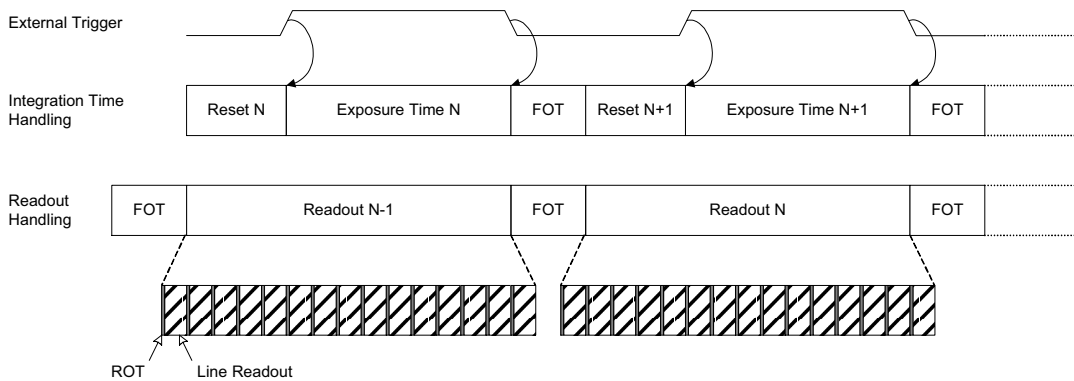 External Trigger
Integration Time
Handling
Reset N
Exposure Time N
FOT
Reset N+1
Exposure Time N+1
FOT
Readout
Handling
FOT
Readout N-1
FOT
Readout N
FOT
ROT
Line Readout